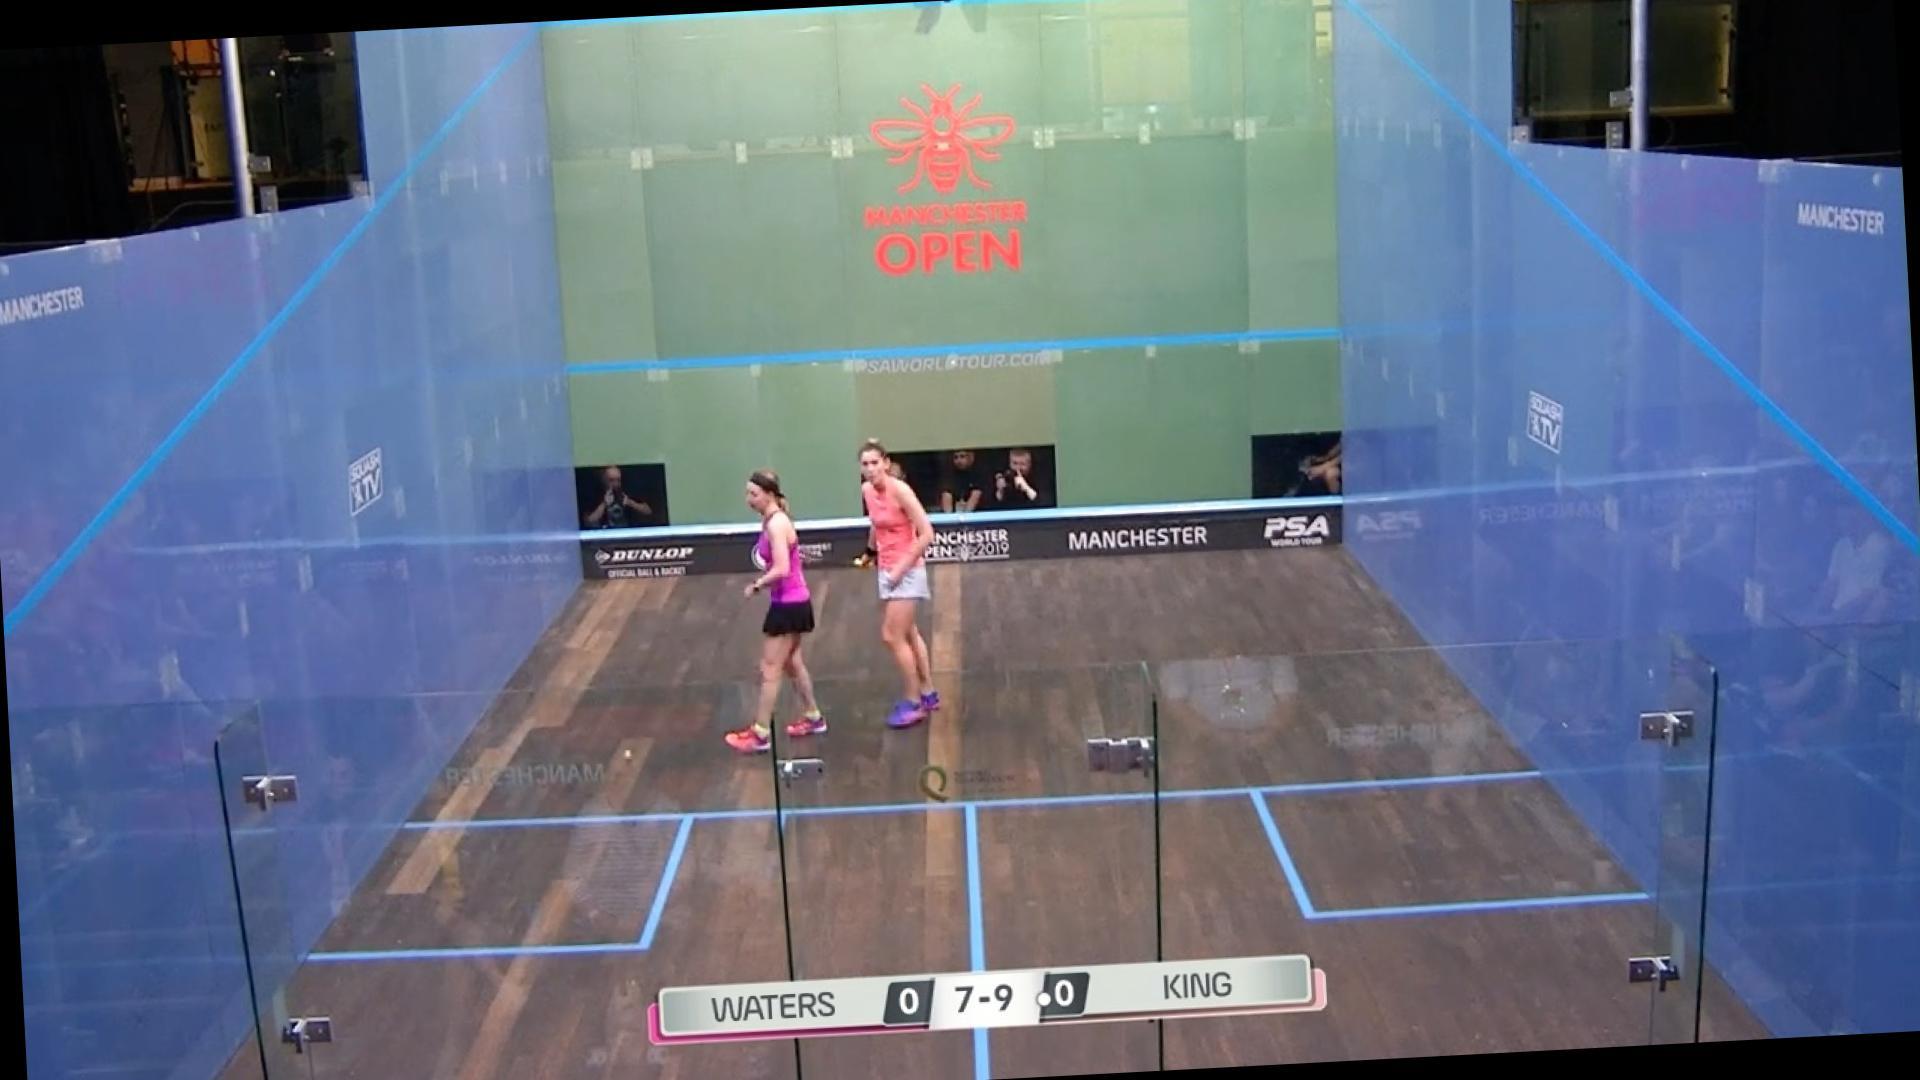 MANCHESTER
OPEN
MANCHESTER
MANCHESTER
PSAWORLDTOUR.COM
SQUASH
TV
SQUASH
TV
DUNLOP
OFFICIAL BALL & RACKET
MANCHESTER
PSA
WORLD TOUR
2019
MANCHESTER
MANCHESTER
WATERS 0 7-9 0 KING